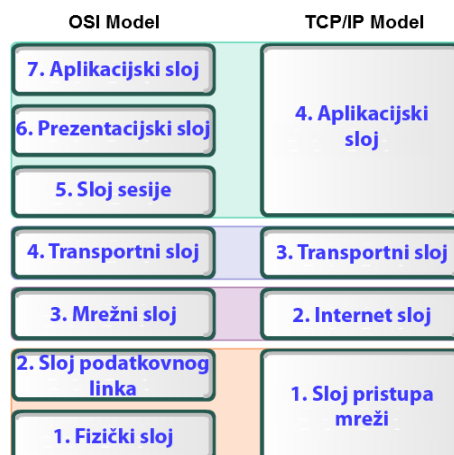 OSI Model
TCP/IP Model
7. Aplikacijski sloj
6. Prezentacijski sloj
5. Sloj sesije
4. Aplikacijski
sloj
4. Transportni sloj
3. Transportni sloj
3. Mrežni sloj
2. Internet sloj
2. Sloj podatkovnog
linka
1. Fizički sloj
1. Sloj pristupa
mreži